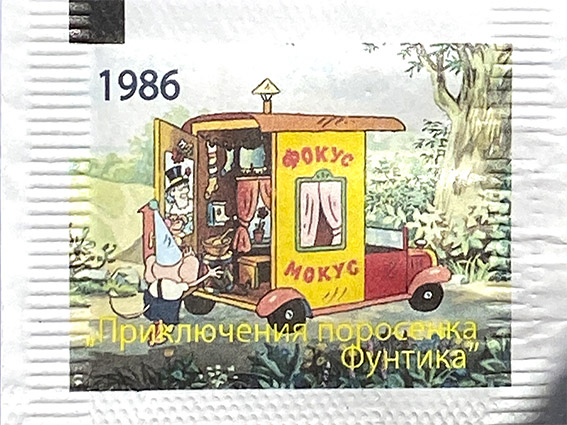 1986
ФОКУС
МОКУС
„Приключения поросенка
Фунтика"